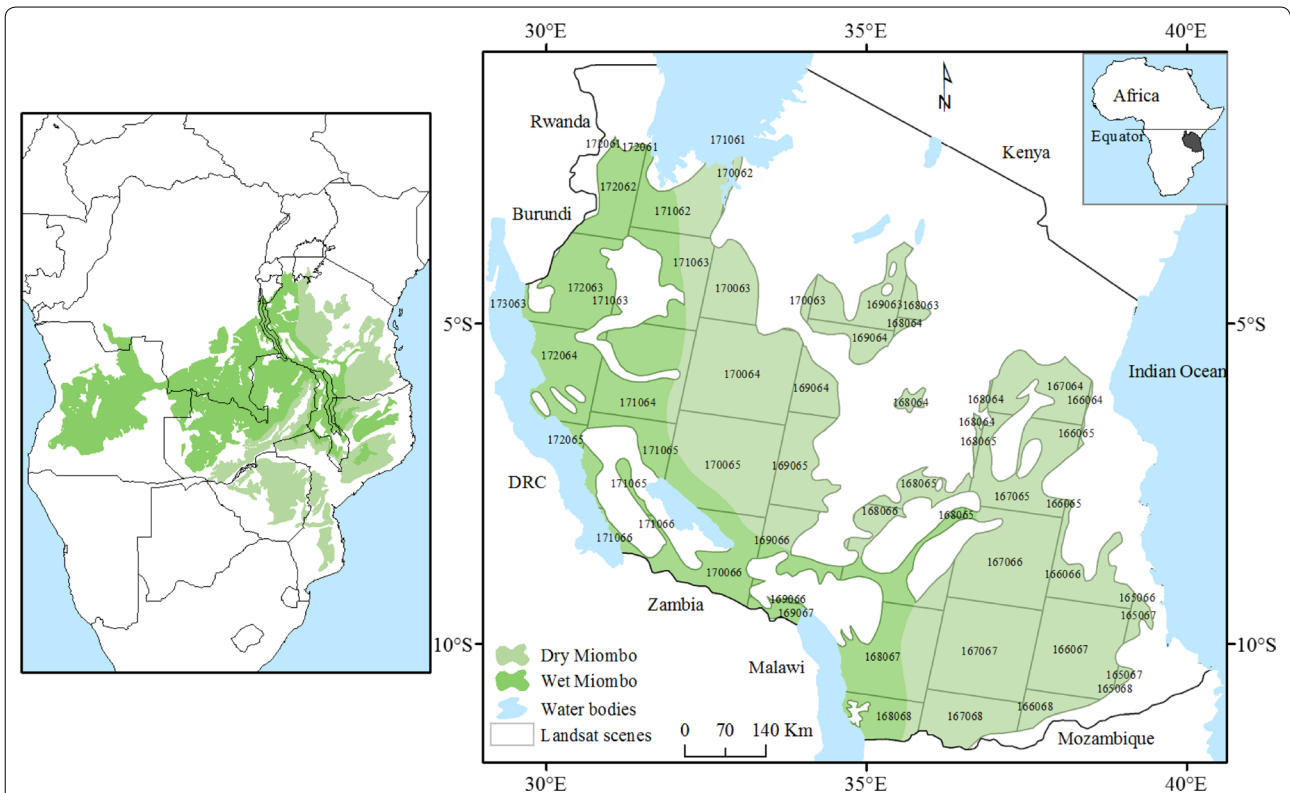 30°E 35°E 40°E
Africa
Equator
Rwanda
Kenya
172061 172061 171061
170062
172062
Burundi
171062
171063
173063 172063 171063 170063 170063 169063 168063
168064
5°S 5°S
169064
172064
170064
Indian Ocean
169064 167064
171064 168064 168064 166064
168064
172065 171065 168065 166065
170065 169065
DRC 171065 168065 167065
166065
171066 168066 168065
171066 169066
167066
170066 166066
Zambia 169066 165066
169067 165067
10°S 10°S
Malawi 168067 167067 166067
165067
165068
168068 167068 166068
Mozambique
N
Dry Miombo
Wet Miombo
Water bodies
Landsat scenes
0 70 140 Km
30°E 35°E 40°E